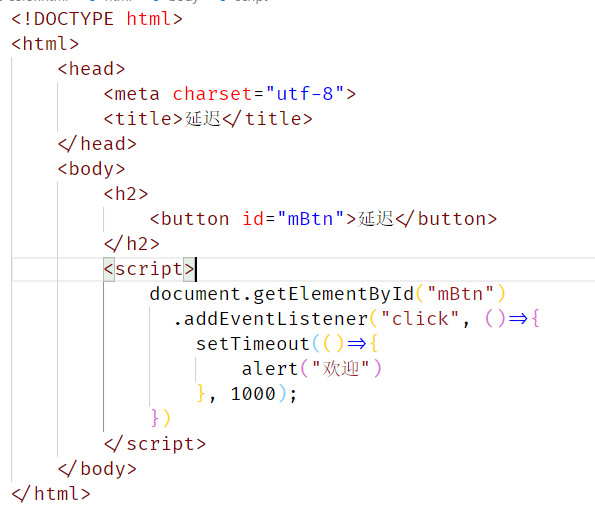 <!DOCTYPE html>
<html>
<head>
<meta charset="utf-8">
<title>延迟</title>
</head>
<body>
<h2>
<button id="mBtn">延迟</button>
</h2>
<script>
document.getElementById("mBtn")
.addEventListener("click", ()=>{
setTimeout(()=>{
alert("欢迎")
}, 1000);
})
</script>
</body>
</html>